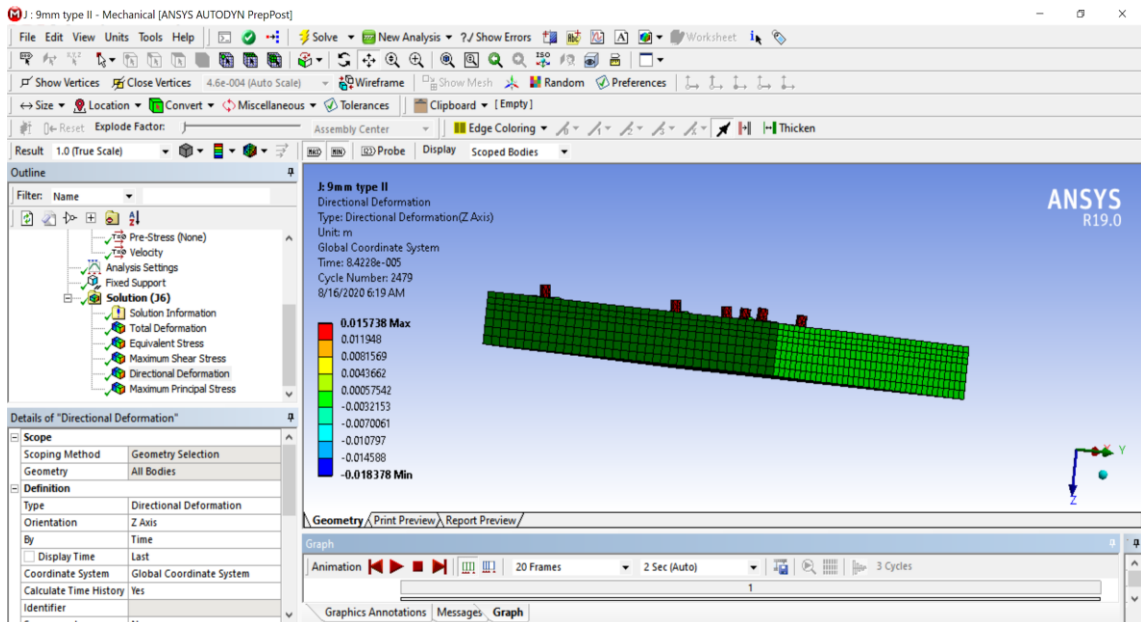 J : 9mm type II - Mechanical [ANSYS AUTODYN PrepPost]
File Edit View Units Tools Help Solve New Analysis ?/ Show Errors Worksheet
Show Vertices Close Vertices 4.6e-004 (Auto Scale) Wireframe Show Mesh Random Preferences
Size Location Convert Miscellaneous Tolerances Clipboard [Empty]
Reset Explode Factor: Assembly Center Edge Coloring Thicken
Result 1.0 (True Scale) MAX MIN Probe Display Scoped Bodies
Outline
Filter: Name
Pre-Stress (None)
Velocity
Analysis Settings
Fixed Support
Solution (J6)
Solution Information
Total Deformation
Equivalent Stress
Maximum Shear Stress
Directional Deformation
Maximum Principal Stress
Details of "Directional Deformation"
Scope
Scoping Method Geometry Selection
Geometry All Bodies
Definition
Type Directional Deformation
Orientation Z Axis
By Time
Display Time Last
Coordinate System Global Coordinate System
Calculate Time History Yes
Identifier
J: 9mm type II
Directional Deformation
Type: Directional Deformation(Z Axis)
Unit: m
Global Coordinate System
Time: 8.4228e-005
Cycle Number: 2479
8/16/2020 6:19 AM
0.015738 Max
0.011948
0.0081569
0.0043662
0.00057542
-0.0032153
-0.0070061
-0.010797
-0.014588
-0.018378 Min
ANSYS
R19.0
X Y
Z
Geometry Print Preview Report Preview
Graph
Animation 20 Frames 2 Sec (Auto) 3 Cycles
1
Graphics Annotations Messages Graph